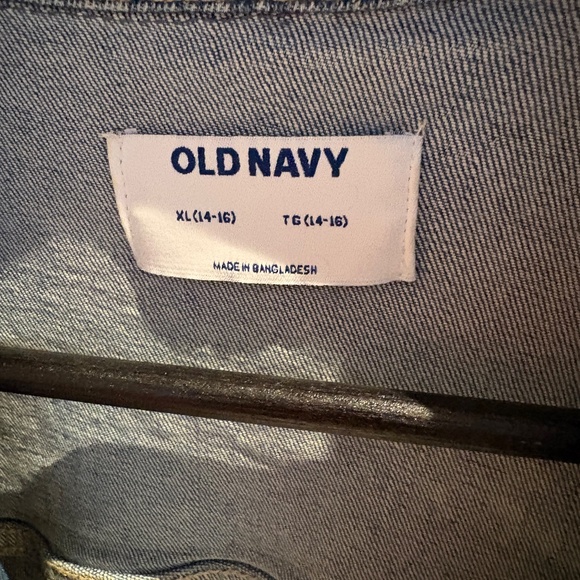 OLD NAVY
XL(14-16) TG(14-16)
MADE IN BANGLADESH